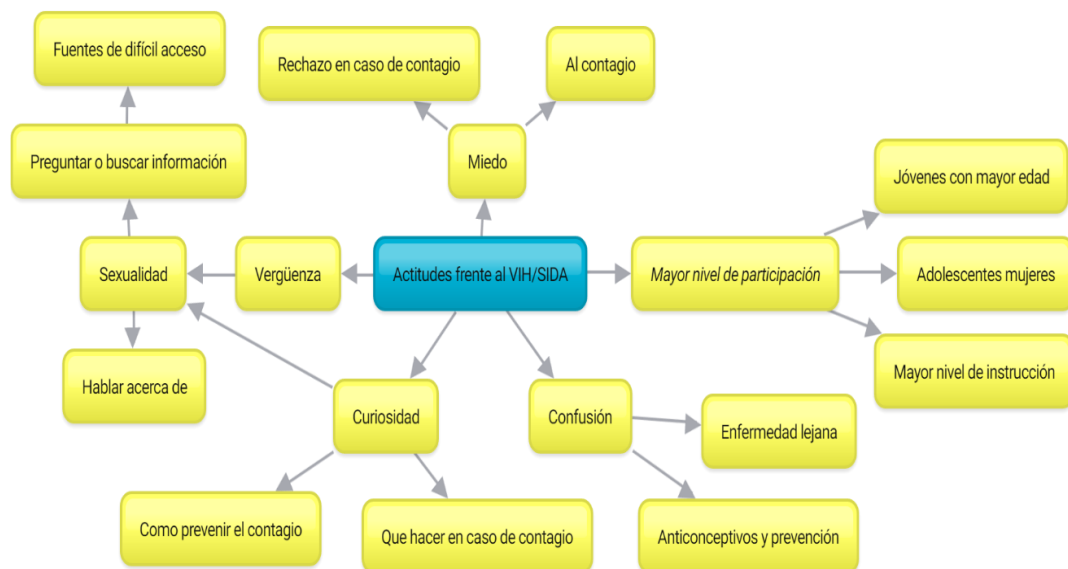 Fuentes de difícil acceso
Rechazo en caso de contagio
Al contagio
Preguntar o buscar información
Miedo
Jóvenes con mayor edad
Sexualidad
Vergüenza
Actitudes frente al VIH/SIDA
Mayor nivel de participación
Adolescentes mujeres
Hablar acerca de
Mayor nivel de instrucción
Curiosidad
Confusión
Enfermedad lejana
Como prevenir el contagio
Que hacer en caso de contagio
Anticonceptivos y prevención